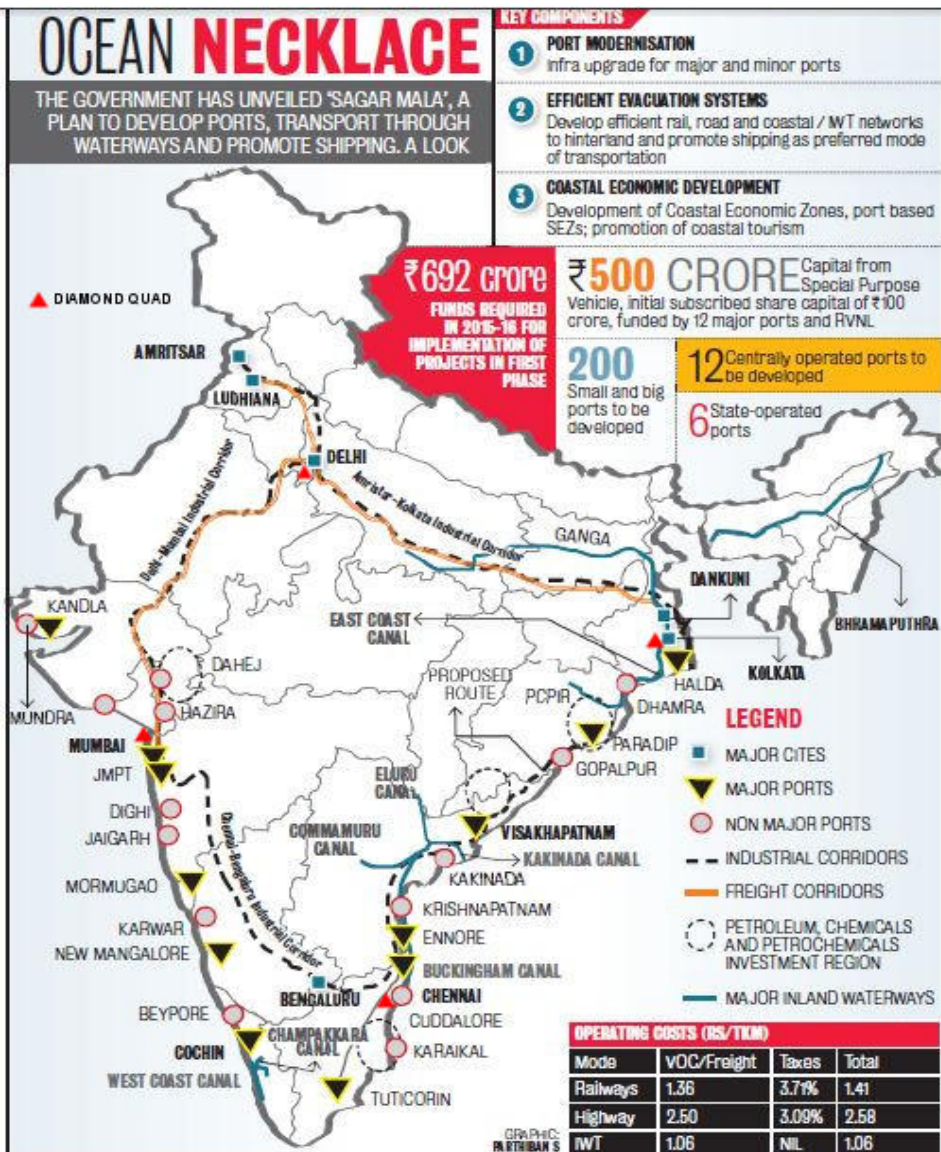 OCEAN NECKLACE
THE GOVERNMENT HAS UNVEILED ‘SAGAR MALA’, A
PLAN TO DEVELOP PORTS, TRANSPORT THROUGH
WATERWAYS AND PROMOTE SHIPPING. A LOOK
KEY COMPONENTS
1 PORT MODERNISATION
Infra upgrade for major and minor ports
2 EFFICIENT EVACUATION SYSTEMS
Develop efficient rail, road and coastal / IWT networks
to hinterland and promote shipping as preferred mode
of transportation
3 COASTAL ECONOMIC DEVELOPMENT
Development of Coastal Economic Zones, port based
SEZs; promotion of coastal tourism
₹692 crore
FUNDS REQUIRED
IN 2015-16 FOR
IMPLEMENTATION OF
PROJECTS IN FIRST
PHASE
₹500 CRORE Capital from
Special Purpose
Vehicle, initial subscribed share capital of ₹100
crore, funded by 12 major ports and RVNL
200
Small and big
ports to be
developed
12 Centrally operated ports to
be developed
6 State-operated
ports
DIAMOND QUAD
AMRITSAR
LUDHIANA
DELHI
Delhi-Mumbai Industrial Corridor
Amristar-Kolkata Industrial Corridor
GANGA
DANKUNI
BHRAMAPUTHRA
KANDLA
EAST COAST
CANAL
KOLKATA
DAHEJ
PROPOSED
ROUTE
PCPIR
HALDA
DHAMRA
MUNDRA
HAZIRA
MUMBAI
PARADIP
GOPALPUR
JMPT
ELURU
CANAL
DIGHI
JAIGARH
VISAKHAPATNAM
COMMAMURU
CANAL
KAKINADA CANAL
KAKINADA
MORMUGAO
Chennai-Bengaluru Industrial Corridor
KRISHNAPATNAM
KARWAR
ENNORE
NEW MANGALORE
BUCKINGHAM CANAL
BENGALURU
CHENNAI
BEYPORE
CUDDALORE
CHAMPAKKARA
CANAL
COCHIN
KARAIKAL
WEST COAST CANAL
TUTICORIN
LEGEND
MAJOR CITES
MAJOR PORTS
NON MAJOR PORTS
INDUSTRIAL CORRIDORS
FREIGHT CORRIDORS
PETROLEUM, CHEMICALS
AND PETROCHEMICALS
INVESTMENT REGION
MAJOR INLAND WATERWAYS
OPERATING COSTS (RS/TKM)
Mode VOC/Freight Taxes Total
Railways 1.36 3.71% 1.41
Highway 2.50 3.09% 2.58
IWT 1.06 NIL 1.06
GRAPHIC:
PARTHIBAN S